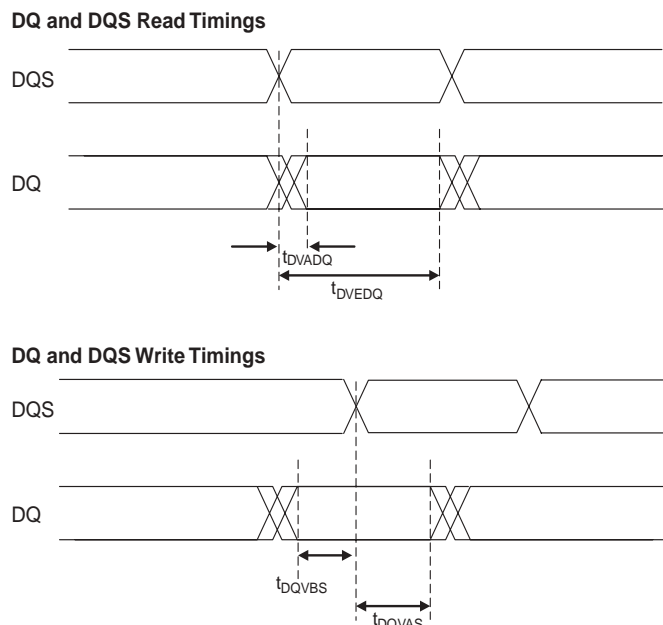 DQ and DQS Read Timings
DQS
DQ
tDVADQ
tDVEDQ
DQ and DQS Write Timings
DQS
DQ
tDQVBS
tDQVAS